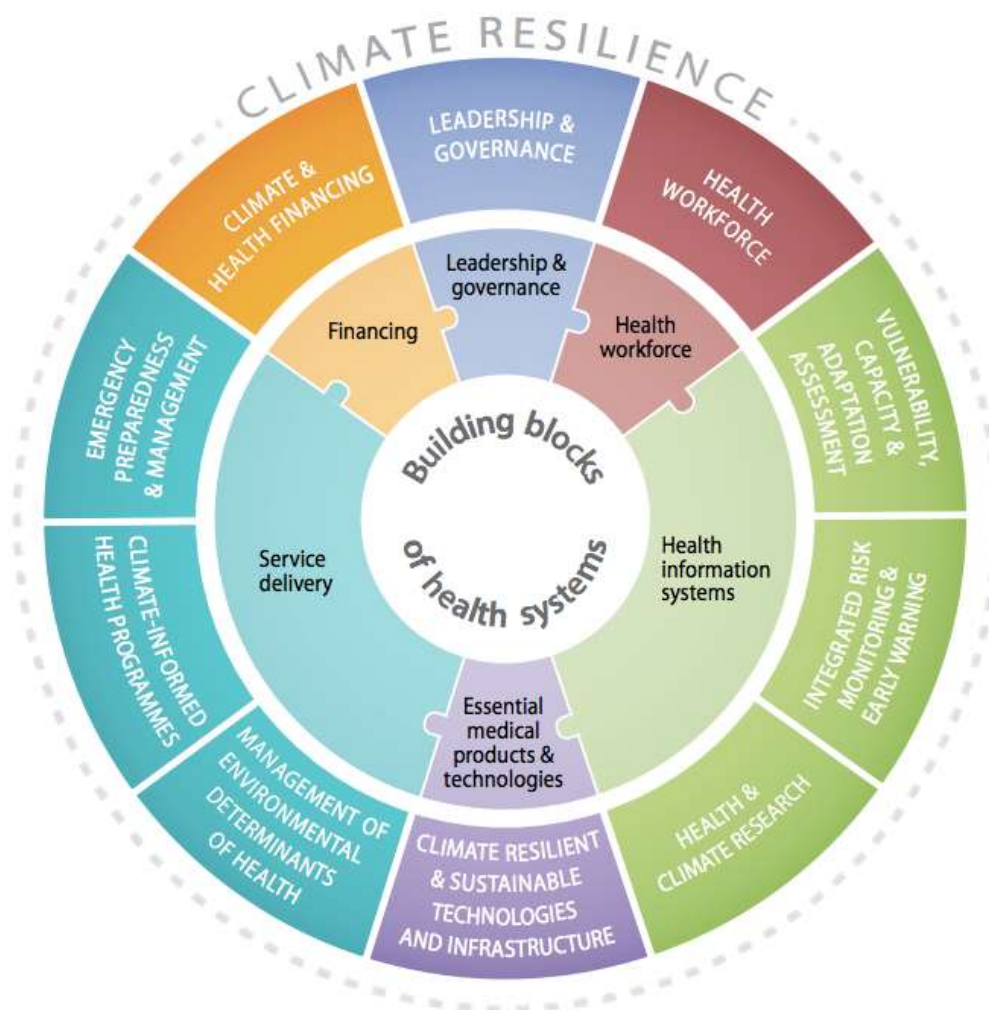 CLIMATE RESILIENCE
LEADERSHIP &
GOVERNANCE
HEALTH
WORKFORCE
VULNERABILITY,
CAPACITY &
ADAPTATION
ASSESSMENT
INTEGRATED RISK
MONITORING &
EARLY WARNING
HEALTH &
CLIMATE RESEARCH
CLIMATE RESILIENT
& SUSTAINABLE
TECHNOLOGIES
AND INFRASTRUCTURE
MANAGEMENT OF
ENVIRONMENTAL
DETERMINANTS
OF HEALTH
CLIMATE-INFORMED
HEALTH PROGRAMMES
EMERGENCY
PREPAREDNESS
& MANAGEMENT
CLIMATE &
HEALTH FINANCING
Leadership &
governance
Health
workforce
Health
information
systems
Essential
medical
products &
technologies
Service
delivery
Financing
Building blocks
of health systems